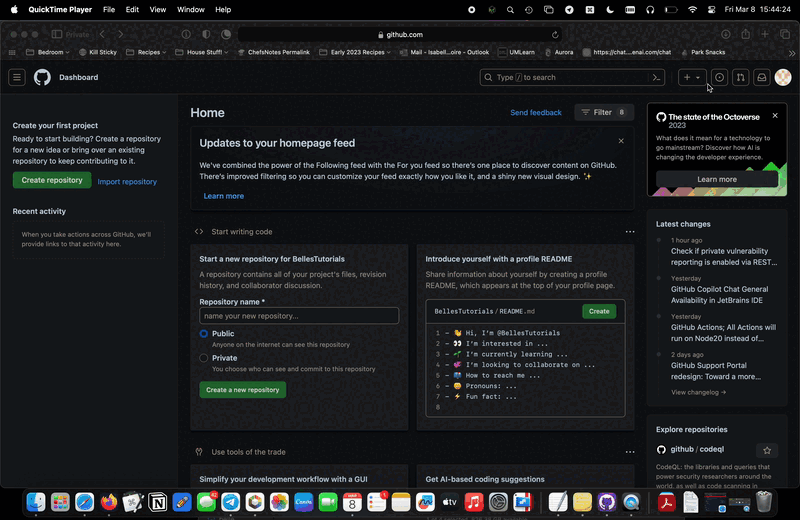 QuickTime Player File Edit View Window Help
Fri Mar 8 15:44:24
Private
github.com
Bedroom Kill Sticky Recipes House Stuff! ChefsNotes Permalink Early 2023 Recipes Mail - Isabell...oire - Outlook UMLearn Aurora https://chat....enai.com/chat Park Snacks
Dashboard
Type / to search
Home
Send feedback
Filter 8
Create your first project
Ready to start building? Create a repository
for a new idea or bring over an existing
repository to keep contributing to it.
Create repository
Import repository
Recent activity
When you take actions across GitHub, we'll
provide links to that activity here.
Updates to your homepage feed
We've combined the power of the Following feed with the For you feed so there's one place to discover content on GitHub.
There's improved filtering so you can customize your feed exactly how you like it, and a shiny new visual design. ✨
Learn more
Start writing code
Start a new repository for BellesTutorials
A repository contains all of your project's files, revision
history, and collaborator discussion.
Repository name *
name your new repository...
Public
Anyone on the internet can see this repository
Private
You choose who can see and commit to this repository
Create a new repository
Introduce yourself with a profile README
Share information about yourself by creating a profile
README, which appears at the top of your profile page.
BellesTutorials / README.md
Create
1 - 👋 Hi, I'm @BellesTutorials
2 - 👀 I'm interested in ...
3 - 🌱 I'm currently learning ...
4 - 💞️ I'm looking to collaborate on ...
5 - 📫 How to reach me ...
6 - 😄 Pronouns: ...
7 - ⚡ Fun fact: ...
8
Use tools of the trade
Simplify your development workflow with a GUI
Get AI-based coding suggestions
The state of the Octoverse
2023
What does it mean for a technology to
go mainstream? Discover how AI is
changing the developer experience.
Learn more
Latest changes
1 hour ago
Check if private vulnerability
reporting is enabled via REST...
Yesterday
GitHub Copilot Chat General
Availability in JetBrains IDE
Yesterday
GitHub Actions; All Actions will
run on Node20 instead of...
2 days ago
GitHub Support Portal
redesign: Toward a more...
View changelog →
Explore repositories
github / codeql
CodeQL: the libraries and queries that
power security researchers around the
world, as well as code scanning in